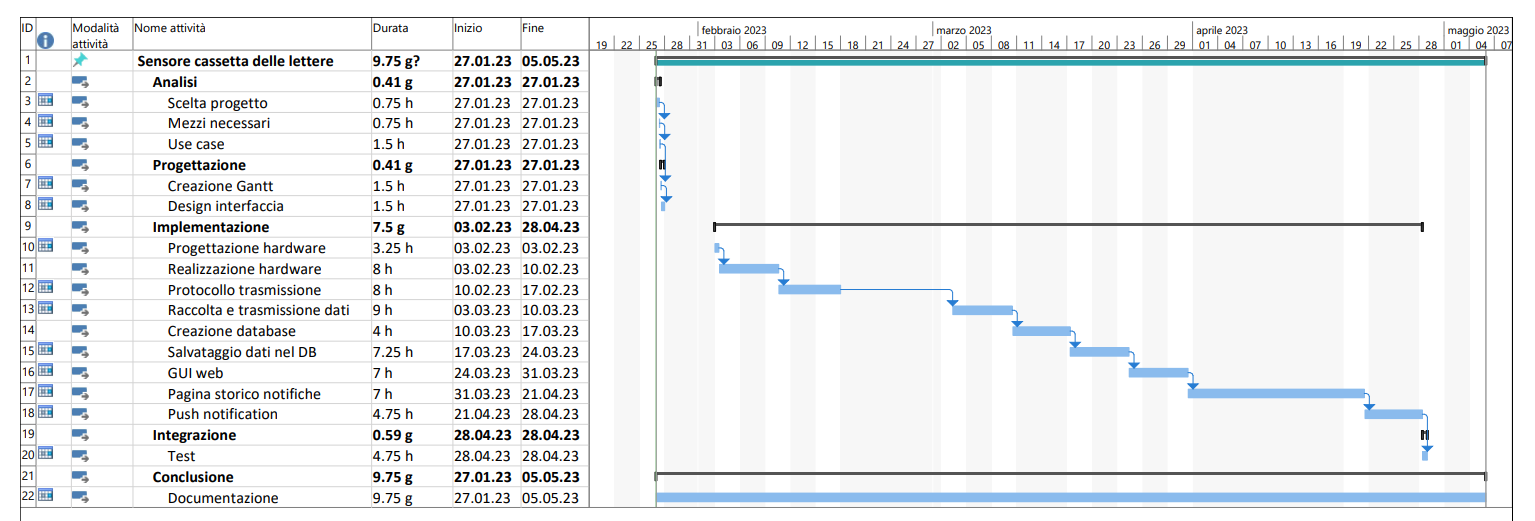 ID Modalità attività Nome attività Durata Inizio Fine
febbraio 2023 marzo 2023 aprile 2023 maggio 2023
19 22 25 28 31 03 06 09 12 15 18 21 24 27 02 05 08 11 14 17 20 23 26 29 01 04 07 10 13 16 19 22 25 28 01 04 07
1 Sensore cassetta delle lettere 9.75 g? 27.01.23 05.05.23
2 Analisi 0.41 g 27.01.23 27.01.23
3 Scelta progetto 0.75 h 27.01.23 27.01.23
4 Mezzi necessari 0.75 h 27.01.23 27.01.23
5 Use case 1.5 h 27.01.23 27.01.23
6 Progettazione 0.41 g 27.01.23 27.01.23
7 Creazione Gantt 1.5 h 27.01.23 27.01.23
8 Design interfaccia 1.5 h 27.01.23 27.01.23
9 Implementazione 7.5 g 03.02.23 28.04.23
10 Progettazione hardware 3.25 h 03.02.23 03.02.23
11 Realizzazione hardware 8 h 03.02.23 10.02.23
12 Protocollo trasmissione 8 h 10.02.23 17.02.23
13 Raccolta e trasmissione dati 9 h 03.03.23 10.03.23
14 Creazione database 4 h 10.03.23 17.03.23
15 Salvataggio dati nel DB 7.25 h 17.03.23 24.03.23
16 GUI web 7 h 24.03.23 31.03.23
17 Pagina storico notifiche 7 h 31.03.23 21.04.23
18 Push notification 4.75 h 21.04.23 28.04.23
19 Integrazione 0.59 g 28.04.23 28.04.23
20 Test 4.75 h 28.04.23 28.04.23
21 Conclusione 9.75 g 27.01.23 05.05.23
22 Documentazione 9.75 g 27.01.23 05.05.23